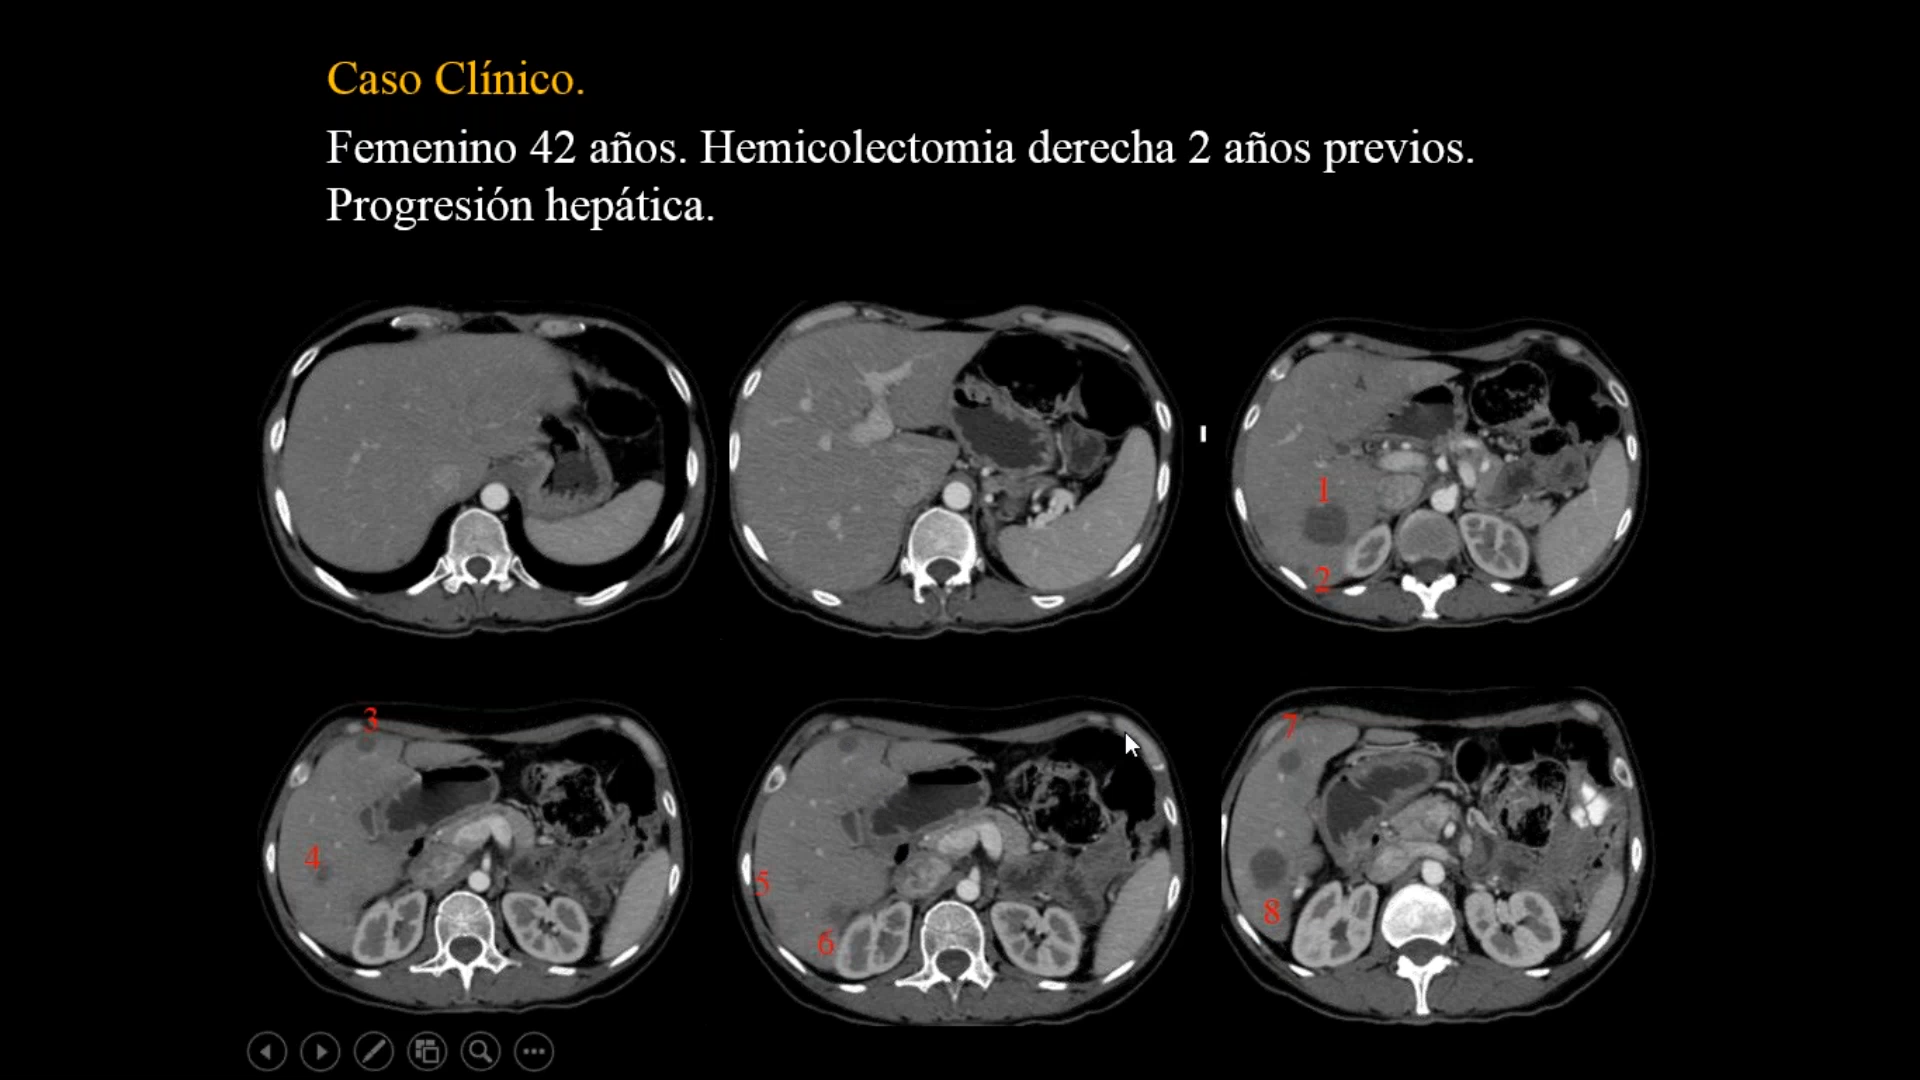 Caso Clínico.
Femenino 42 años. Hemicolectomia derecha 2 años previos.
Progresión hepática.
1
2
3
4
5
6
7
8